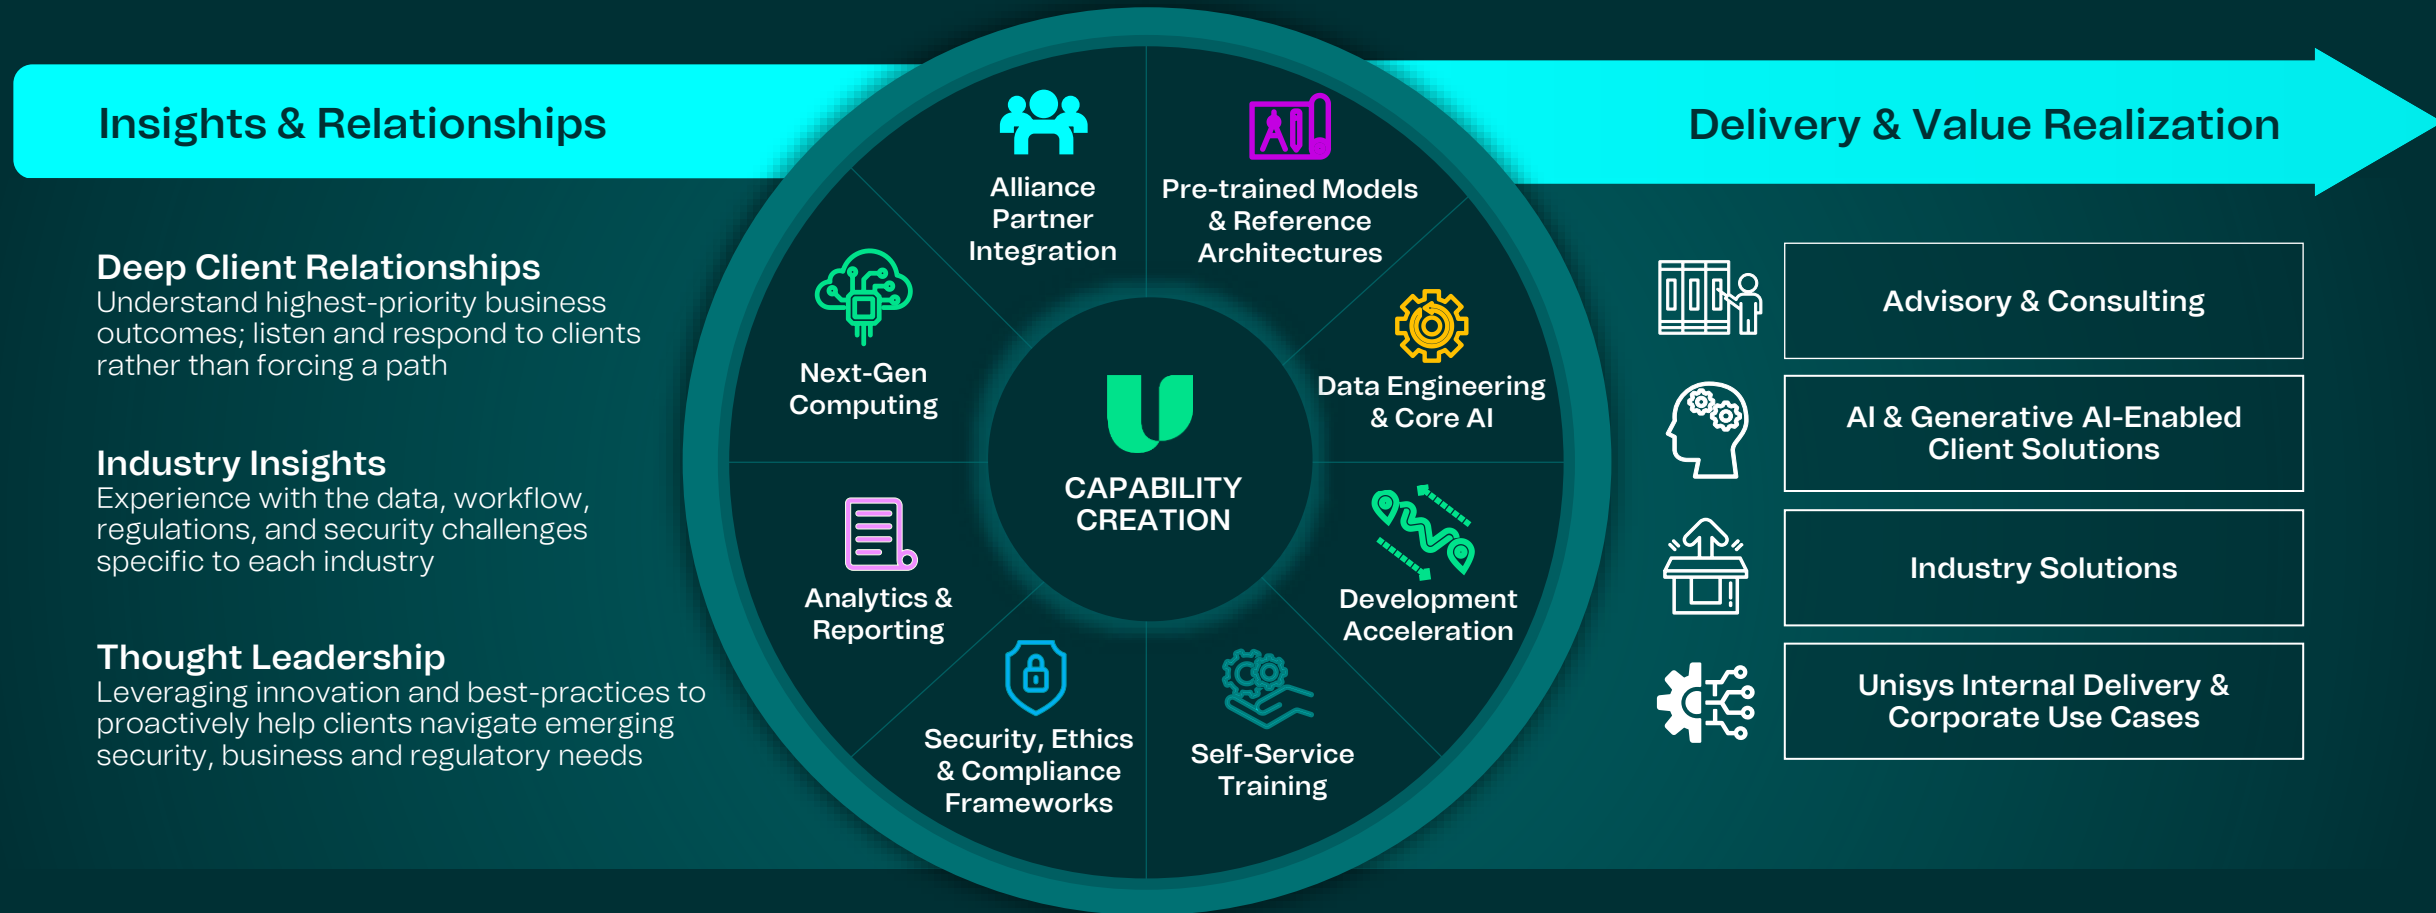 Insights & Relationships
Deep Client Relationships
Understand highest-priority business
outcomes; listen and respond to clients
rather than forcing a path
Industry Insights
Experience with the data, workflow,
regulations, and security challenges
specific to each industry
Thought Leadership
Leveraging innovation and best-practices to
proactively help clients navigate emerging
security, business and regulatory needs
Alliance
Partner
Integration
Pre-trained Models
& Reference
Architectures
Data Engineering
& Core AI
Development
Acceleration
Self-Service
Training
Security, Ethics
& Compliance
Frameworks
Analytics &
Reporting
Next-Gen
Computing
CAPABILITY
CREATION
Delivery & Value Realization
Advisory & Consulting
AI & Generative AI-Enabled
Client Solutions
Industry Solutions
Unisys Internal Delivery &
Corporate Use Cases